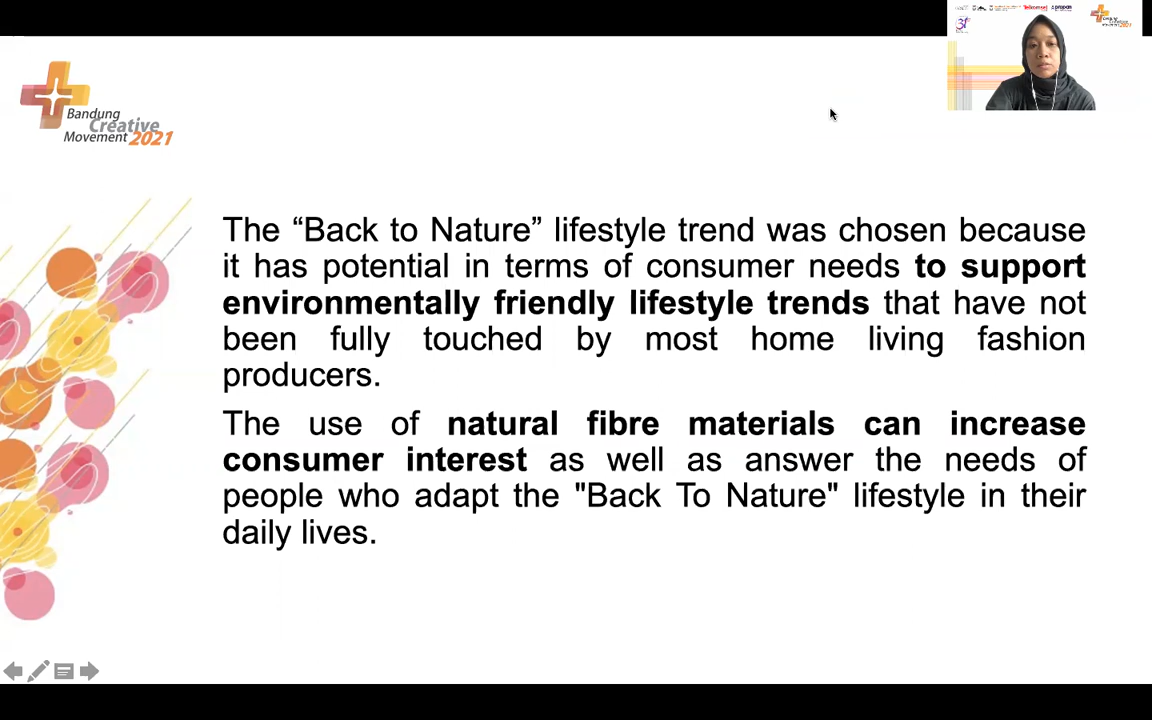 Telkomsel
Bandung
Creative
Movement 2021
The “Back to Nature” lifestyle trend was chosen because
it has potential in terms of consumer needs to support
environmentally friendly lifestyle trends that have not
been fully touched by most home living fashion
producers.
The use of natural fibre materials can increase
consumer interest as well as answer the needs of
people who adapt the "Back To Nature" lifestyle in their
daily lives.